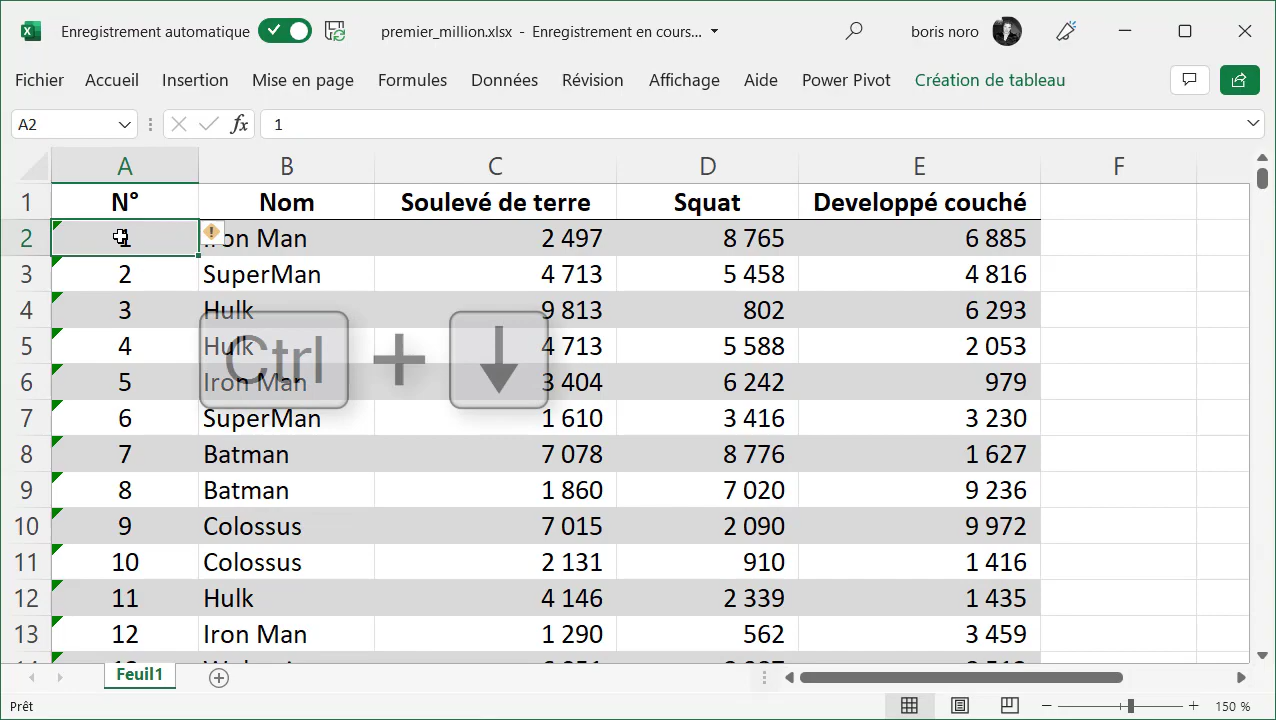 Enregistrement automatique premier_million.xlsx - Enregistrement en cours... boris noro
Fichier Accueil Insertion Mise en page Formules Données Révision Affichage Aide Power Pivot Création de tableau
A2 fx 1
A B C D E F
1 N° Nom Soulevé de terre Squat Developpé couché
2 1 Iron Man 2 497 8 765 6 885
3 2 SuperMan 4 713 5 458 4 816
4 3 Hulk 9 813 802 6 293
5 4 Hulk 4 713 5 588 2 053
Ctrl + ↓
6 5 Iron Man 3 404 6 242 979
7 6 SuperMan 1 610 3 416 3 230
8 7 Batman 7 078 8 776 1 627
9 8 Batman 1 860 7 020 9 236
10 9 Colossus 7 015 2 090 9 972
11 10 Colossus 2 131 910 1 416
12 11 Hulk 4 146 2 339 1 435
13 12 Iron Man 1 290 562 3 459
Feuil1
Prêt 150 %